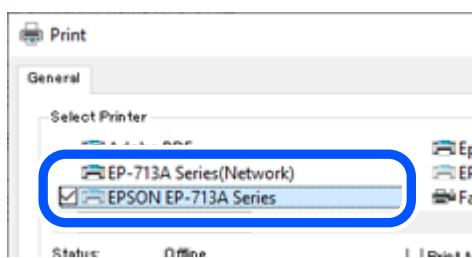 Print
General
Select Printer
EP-713A Series(Network)
EPSON EP-713A Series
Status:
Offline